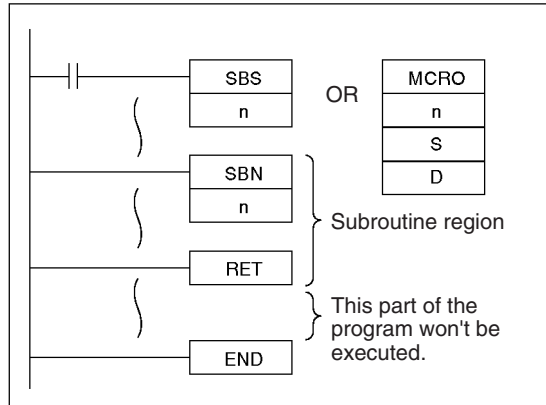 SBS
n
OR
MCRO
n
S
D
SBN
n
Subroutine region
RET
This part of the
program won't be
executed.
END